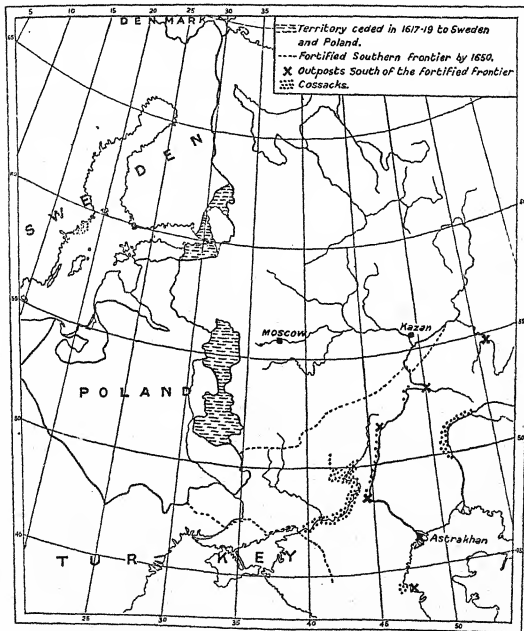 5 10 15 20 25 30 35
DENMARK
Territory ceded in 1617-19 to Sweden
and Poland.
Fortified Southern frontier by 1650.
Outposts South of the fortified frontier
Cossacks.
SWEDEN
Moscow
Kazan
POLAND
Astrakhan
TURKEY
25 30 35 40 45 50